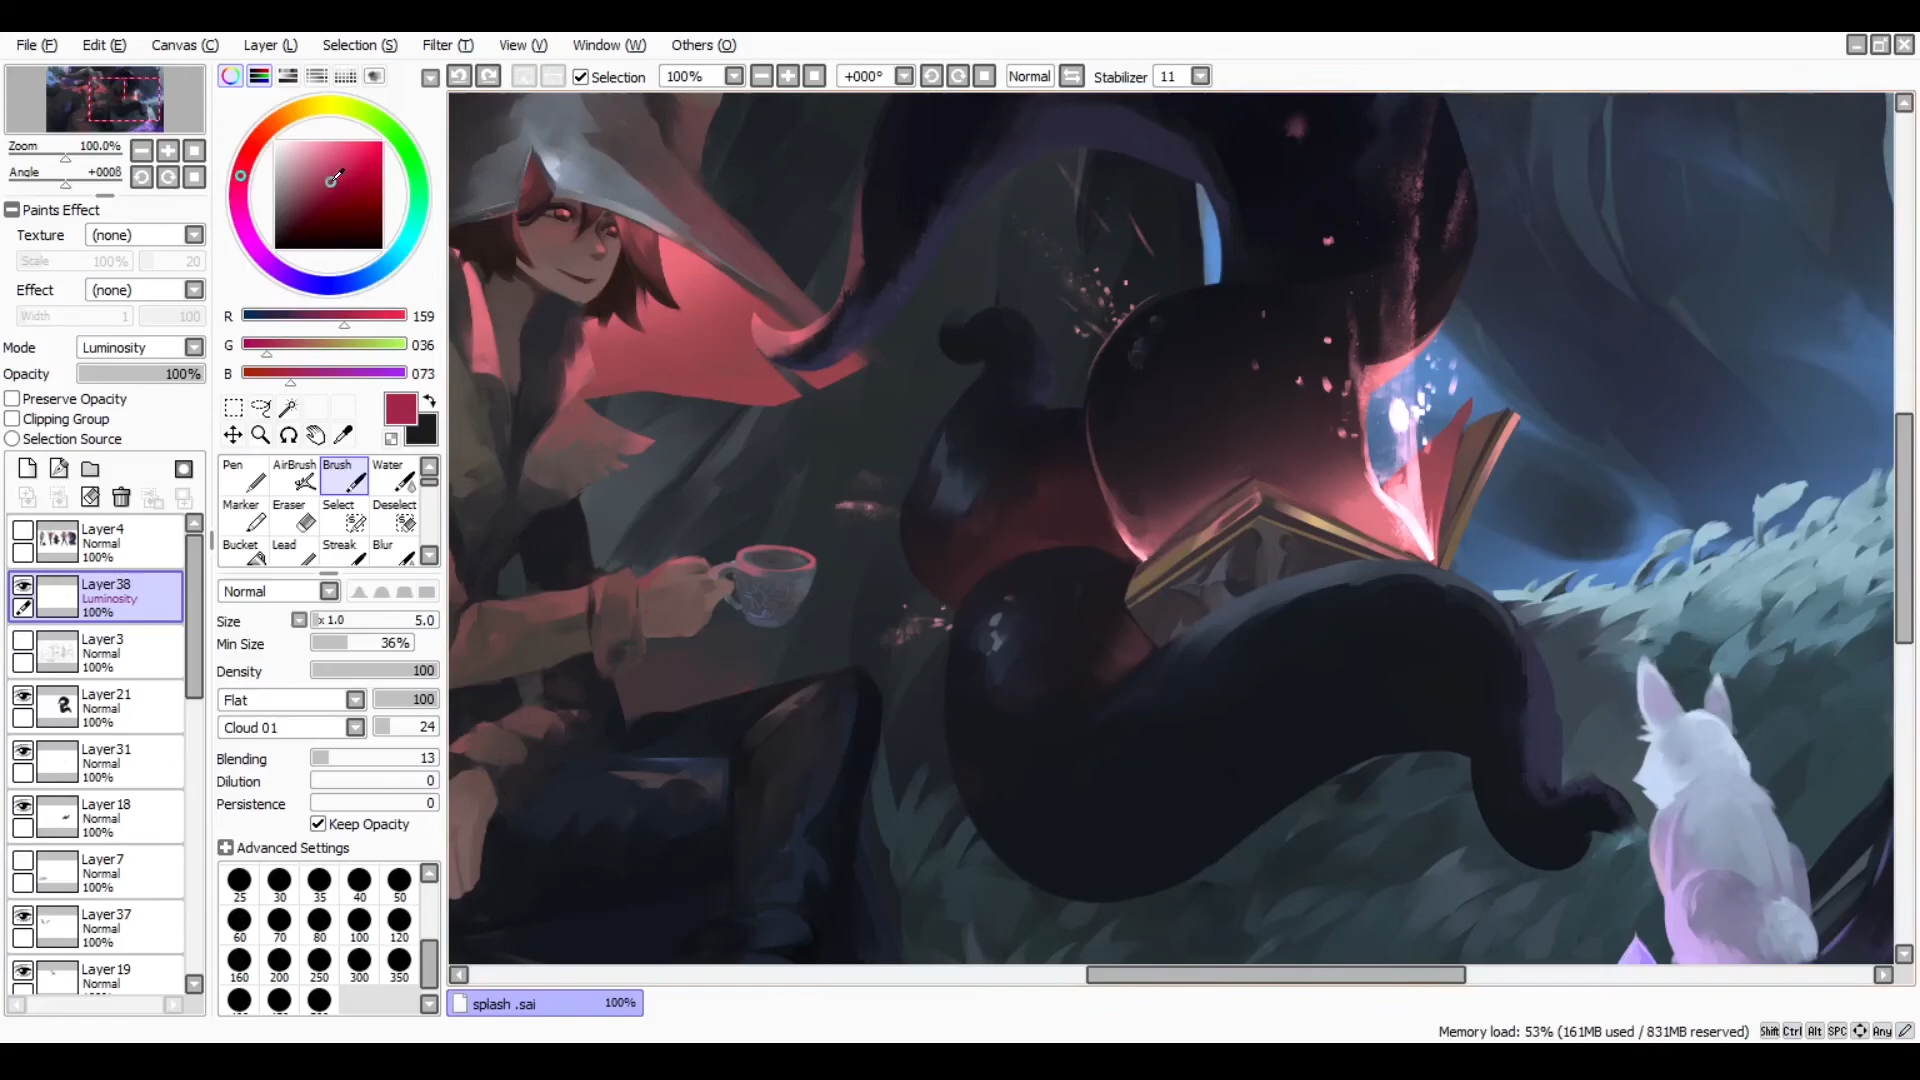 File (F) Edit (E) Canvas (C) Layer (L) Selection (S) Filter (T) View (V) Window (W) Others (O)
Selection 100% +000° Normal Stabilizer 11
Zoom 100.0%
Angle
Paints Effect
Texture (none)
Scale 100% 20
Effect (none)
Width 1 100
Mode Luminosity
Opacity 100%
Preserve Opacity
Clipping Group
Selection Source
Layer4
Normal
100%
Layer38
Luminosity
100%
Layer3
Normal
100%
Layer21
Normal
100%
Layer31
Normal
100%
Layer18
Normal
100%
Layer7
Normal
100%
Layer37
Normal
100%
Layer19
Normal
R 159
G 036
B 073
Pen AirBrush Brush Water
Marker Eraser Select Deselect
Bucket Lead Streak Blur
Normal
Size x 1.0 5.0
Min Size 36%
Density 100
Flat 100
Cloud 01 24
Blending 13
Dilution 0
Persistence 0
Keep Opacity
Advanced Settings
25 30 35 40 50
60 70 80 100 120
160 200 250 300 350
splash .sai 100%
Memory load: 53% (161MB used / 831MB reserved) Shift Ctrl Alt SPC Any